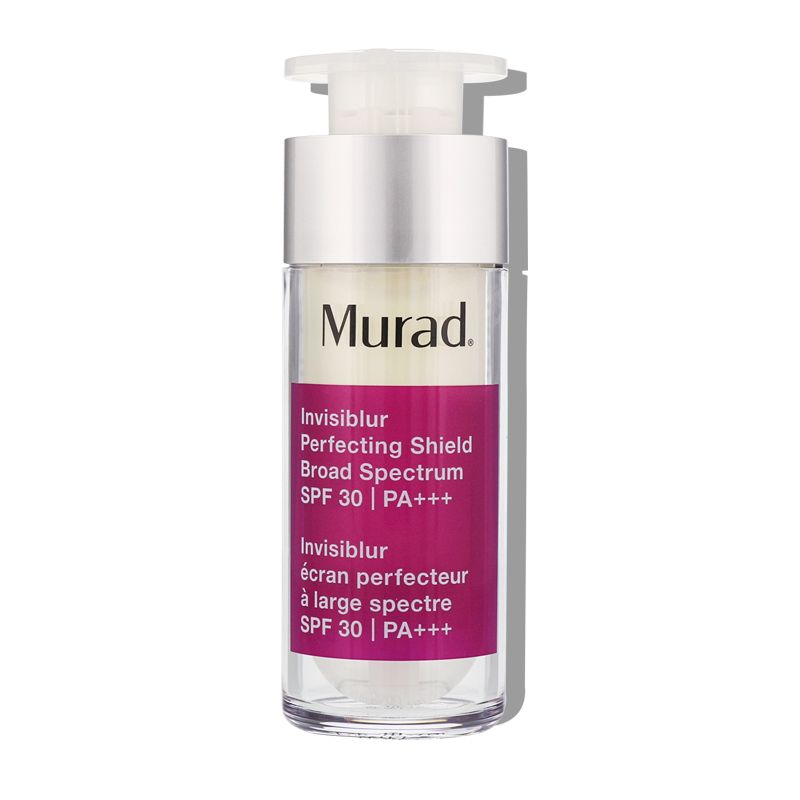 Murad®
Invisiblur
Perfecting Shield
Broad Spectrum
SPF 30 | PA+++
Invisiblur
écran perfecteur
à large spectre
SPF 30 | PA+++